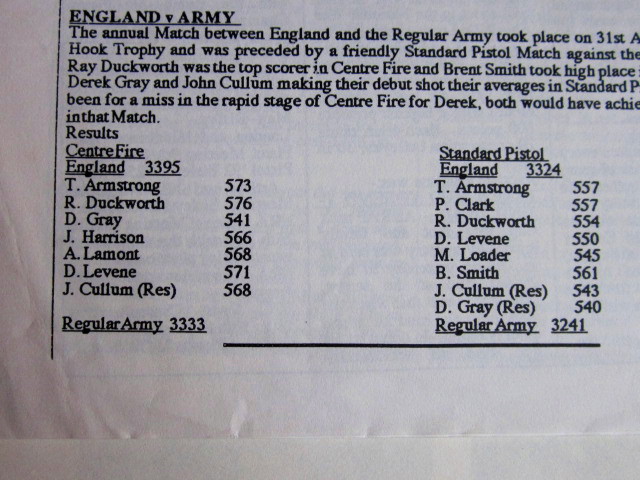 ENGLAND v ARMY
The annual Match between England and the Regular Army took place on 31st A
Hook Trophy and was preceded by a friendly Standard Pistol Match against the
Ray Duckworth was the top scorer in Centre Fire and Brent Smith took high place
Derek Gray and John Cullum making their debut shot their averages in Standard P
been for a miss in the rapid stage of Centre Fire for Derek, both would have achie
in that Match.
Results
Centre Fire
England 3395
T. Armstrong 573
R. Duckworth 576
D. Gray 541
J. Harrison 566
A. Lamont 568
D. Levene 571
J. Cullum (Res) 568
Regular Army 3333
Standard Pistol
England 3324
T. Armstrong 557
P. Clark 557
R. Duckworth 554
D. Levene 550
M. Loader 545
B. Smith 561
J. Cullum (Res) 543
D. Gray (Res) 540
Regular Army 3241